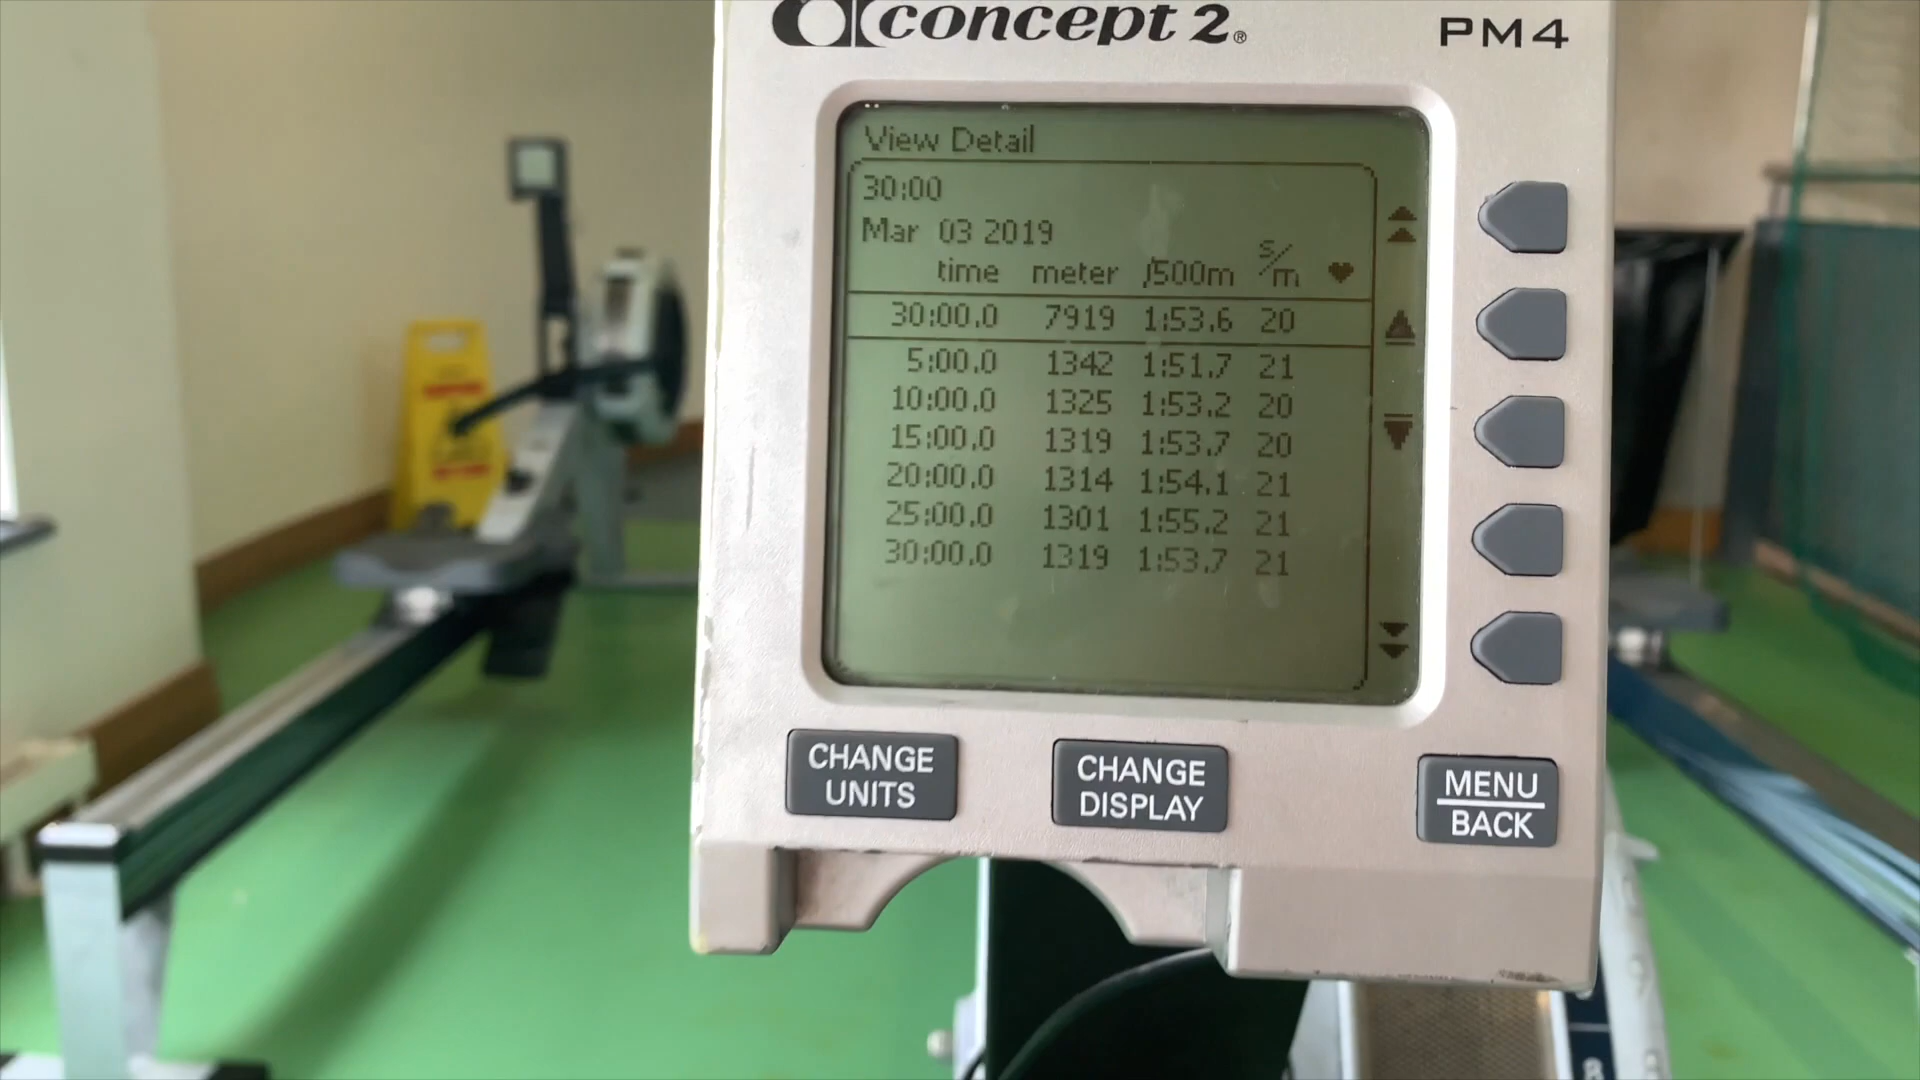 concept 2®
PM4
View Detail
30:00
Mar 03 2019
time meter /500m s/m ♥
30:00.0 7919 1:53.6 20
5:00.0 1342 1:51.7 21
10:00.0 1325 1:53.2 20
15:00.0 1319 1:53.7 20
20:00.0 1314 1:54.1 21
25:00.0 1301 1:55.2 21
30:00.0 1319 1:53.7 21
CHANGE
UNITS
CHANGE
DISPLAY
MENU
BACK